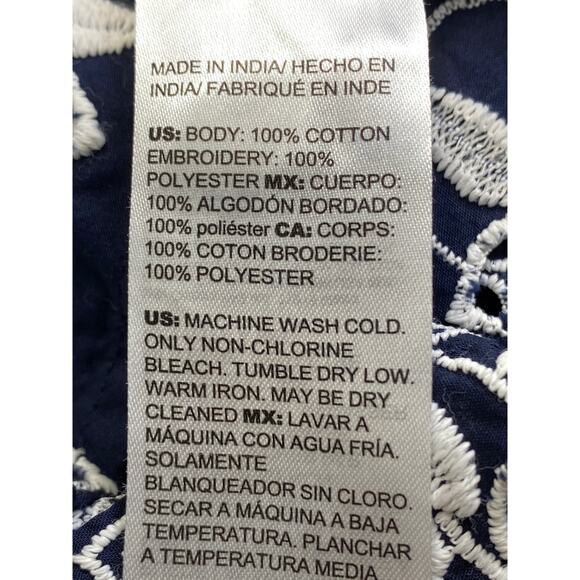 MADE IN INDIA/ HECHO EN
INDIA/ FABRIQUÉ EN INDE
US: BODY: 100% COTTON
EMBROIDERY: 100%
POLYESTER MX: CUERPO:
100% ALGODÓN BORDADO:
100% poliéster CA: CORPS:
100% COTON BRODERIE:
100% POLYESTER
US: MACHINE WASH COLD.
ONLY NON-CHLORINE
BLEACH. TUMBLE DRY LOW.
WARM IRON. MAY BE DRY
CLEANED MX: LAVAR A
MÁQUINA CON AGUA FRÍA.
SOLAMENTE
BLANQUEADOR SIN CLORO.
SECAR A MÁQUINA A BAJA
TEMPERATURA. PLANCHAR
A TEMPERATURA MEDIA